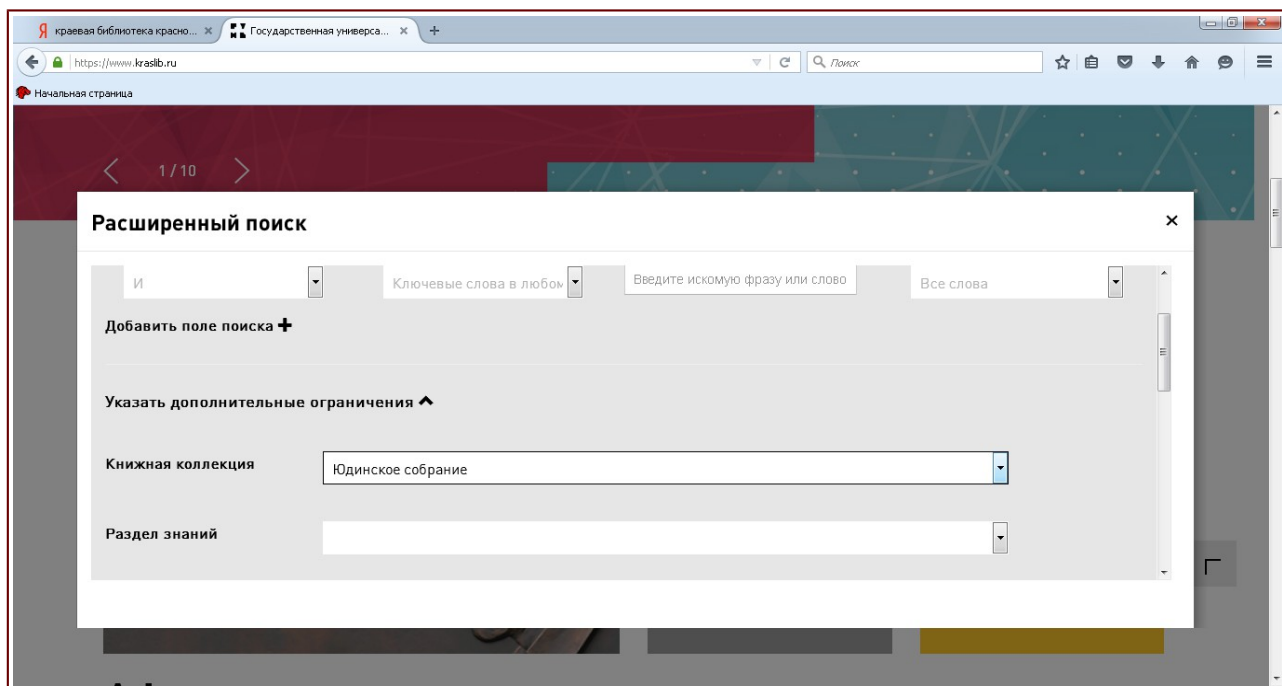 Я краевая библиотека красно...
Государственная универса...
https://www.kraslib.ru
Поиск
Начальная страница
1 / 10
Расширенный поиск
И
Ключевые слова в любом
Введите искомую фразу или слово
Все слова
Добавить поле поиска
Указать дополнительные ограничения
Книжная коллекция
Юдинское собрание
Раздел знаний